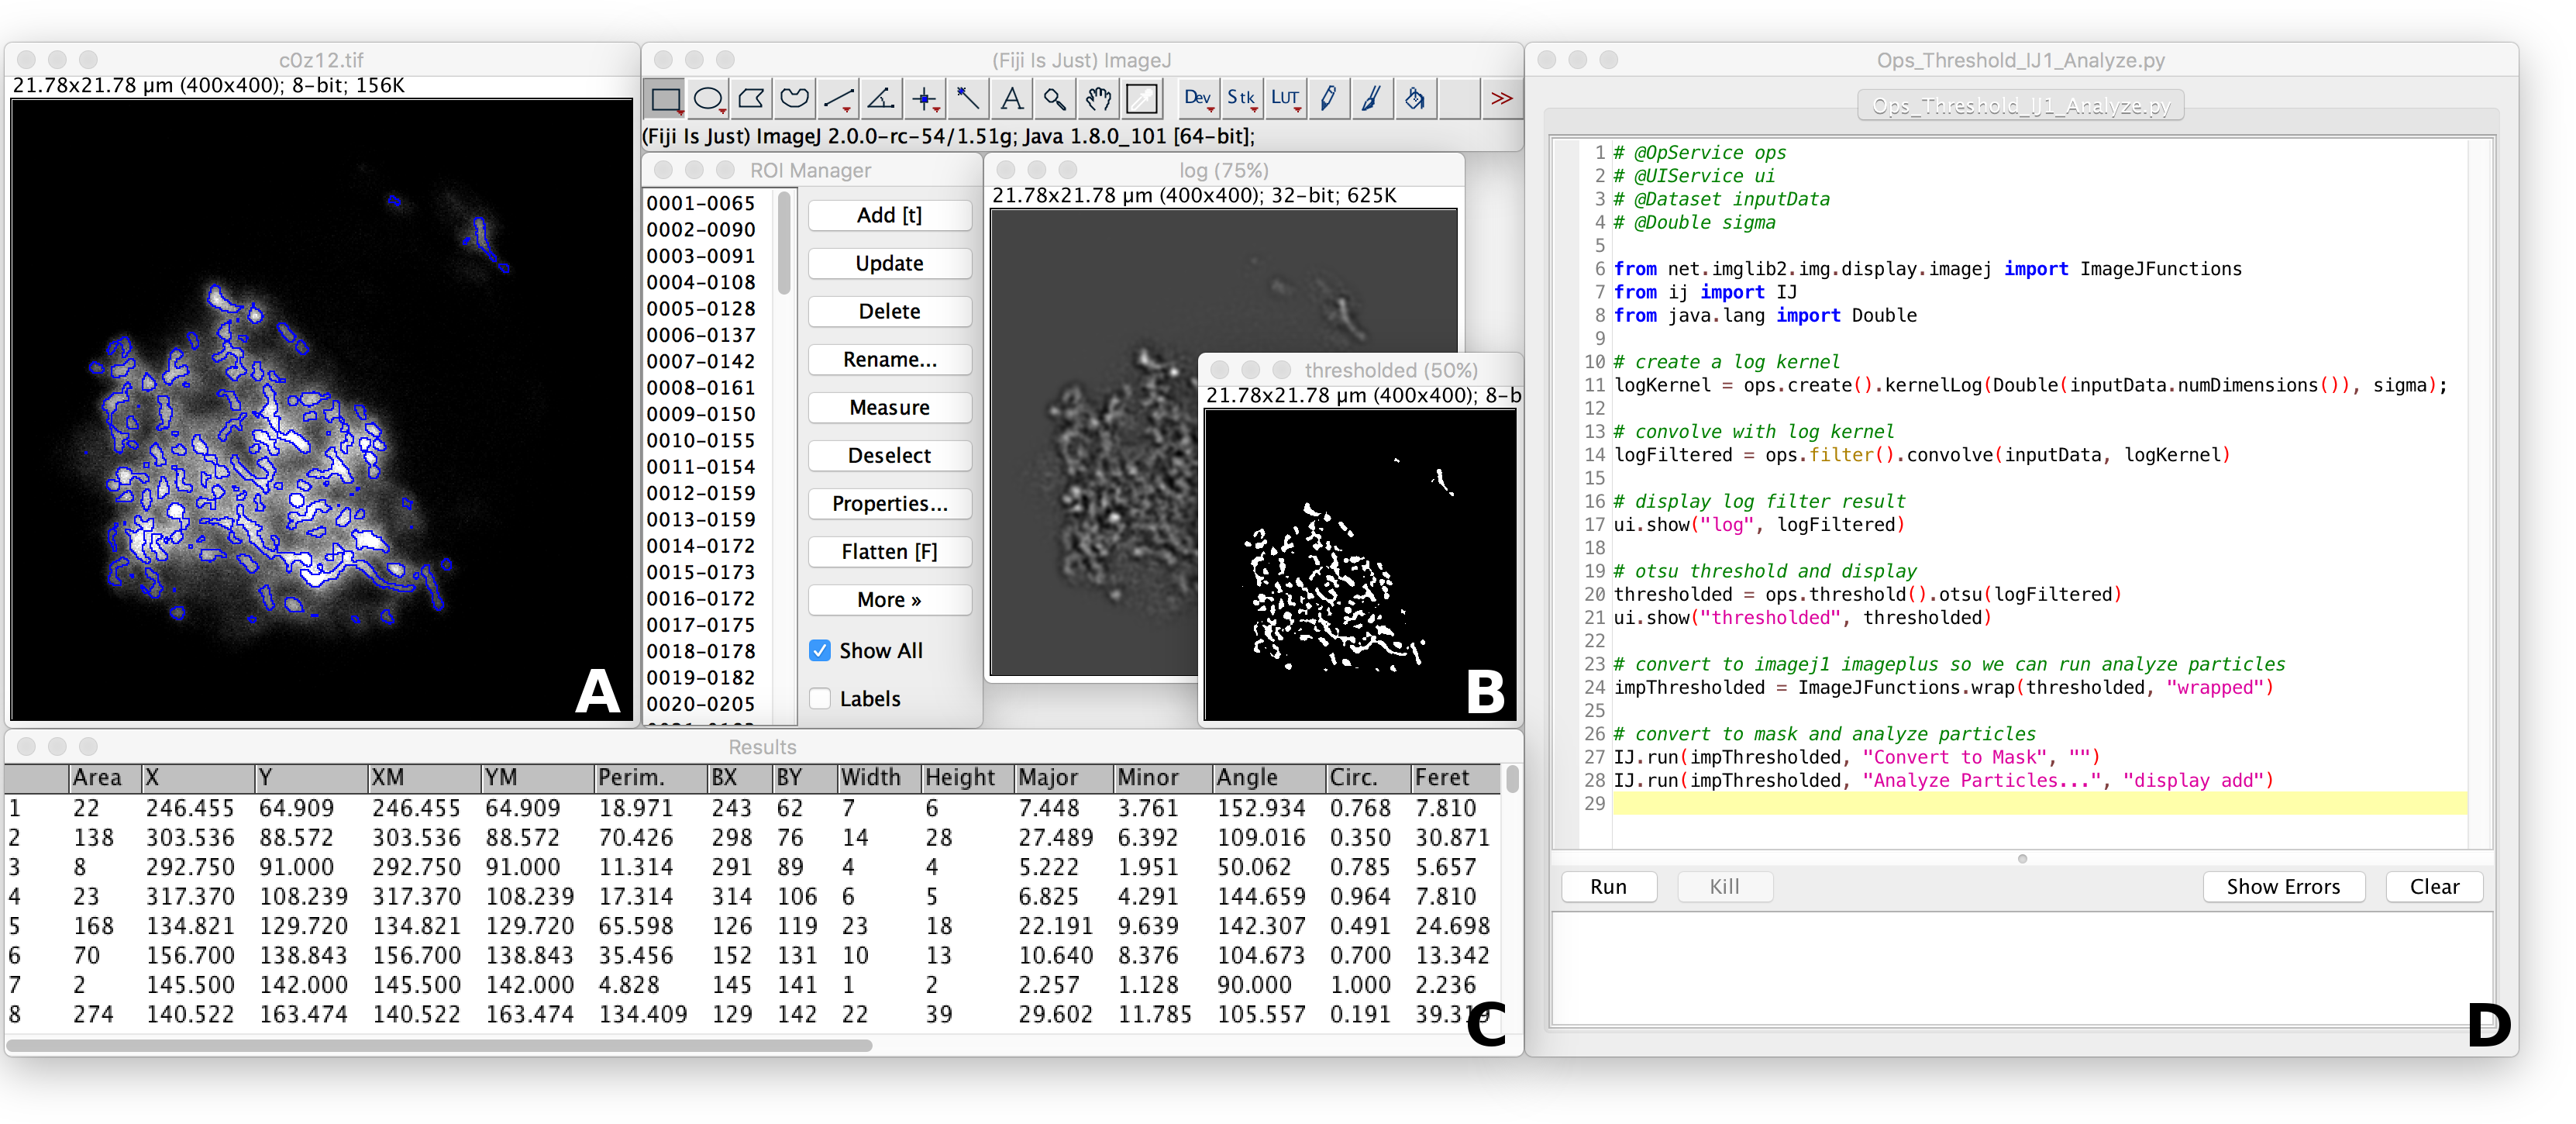 c0z12.tif
21.78x21.78 µm (400x400); 8-bit; 156K
A
(Fiji Is Just) ImageJ
Dev Stk LUT >>
(Fiji Is Just) ImageJ 2.0.0-rc-54/1.51g; Java 1.8.0_101 [64-bit];
ROI Manager
0001-0065
0002-0090
0003-0091
0004-0108
0005-0128
0006-0137
0007-0142
0008-0161
0009-0150
0010-0155
0011-0154
0012-0159
0013-0159
0014-0172
0015-0173
0016-0172
0017-0175
0018-0178
0019-0182
0020-0205
Add [t]
Update
Delete
Rename...
Measure
Deselect
Properties...
Flatten [F]
More »
Show All
Labels
log (75%)
21.78x21.78 µm (400x400); 32-bit; 625K
thresholded (50%)
21.78x21.78 µm (400x400); 8-b
B
Results
Area X Y XM YM Perim. BX BY Width Height Major Minor Angle Circ. Feret
1 22 246.455 64.909 246.455 64.909 18.971 243 62 7 6 7.448 3.761 152.934 0.768 7.810
2 138 303.536 88.572 303.536 88.572 70.426 298 76 14 28 27.489 6.392 109.016 0.350 30.871
3 8 292.750 91.000 292.750 91.000 11.314 291 89 4 4 5.222 1.951 50.062 0.785 5.657
4 23 317.370 108.239 317.370 108.239 17.314 314 106 6 5 6.825 4.291 144.659 0.964 7.810
5 168 134.821 129.720 134.821 129.720 65.598 126 119 23 18 22.191 9.639 142.307 0.491 24.698
6 70 156.700 138.843 156.700 138.843 35.456 152 131 10 13 10.640 8.376 104.673 0.700 13.342
7 2 145.500 142.000 145.500 142.000 4.828 145 141 1 2 2.257 1.128 90.000 1.000 2.236
8 274 140.522 163.474 140.522 163.474 134.409 129 142 22 39 29.602 11.785 105.557 0.191
C
Ops_Threshold_IJ1_Analyze.py
Ops_Threshold_IJ1_Analyze.py
1 # @OpService ops
2 # @UIService ui
3 # @Dataset inputData
4 # @Double sigma
5
6 from net.imglib2.img.display.imagej import ImageJFunctions
7 from ij import IJ
8 from java.lang import Double
9
10 # create a log kernel
11 logKernel = ops.create().kernelLog(Double(inputData.numDimensions()), sigma);
12
13 # convolve with log kernel
14 logFiltered = ops.filter().convolve(inputData, logKernel)
15
16 # display log filter result
17 ui.show("log", logFiltered)
18
19 # otsu threshold and display
20 thresholded = ops.threshold().otsu(logFiltered)
21 ui.show("thresholded", thresholded)
22
23 # convert to imagej1 imageplus so we can run analyze particles
24 impThresholded = ImageJFunctions.wrap(thresholded, "wrapped")
25
26 # convert to mask and analyze particles
27 IJ.run(impThresholded, "Convert to Mask", "")
28 IJ.run(impThresholded, "Analyze Particles...", "display add")
29
Run Kill Show Errors Clear
D